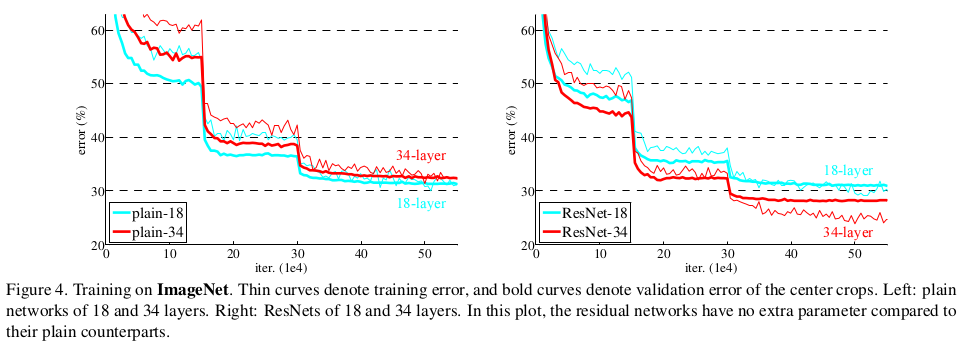 60
50
40
30
20
error (%)
0 10 20 30 40 50
iter. (1e4)
34-layer
18-layer
plain-18
plain-34
60
50
40
30
20
error (%)
0 10 20 30 40 50
iter. (1e4)
18-layer
34-layer
ResNet-18
ResNet-34
Figure 4. Training on ImageNet. Thin curves denote training error, and bold curves denote validation error of the center crops. Left: plain
networks of 18 and 34 layers. Right: ResNets of 18 and 34 layers. In this plot, the residual networks have no extra parameter compared to
their plain counterparts.